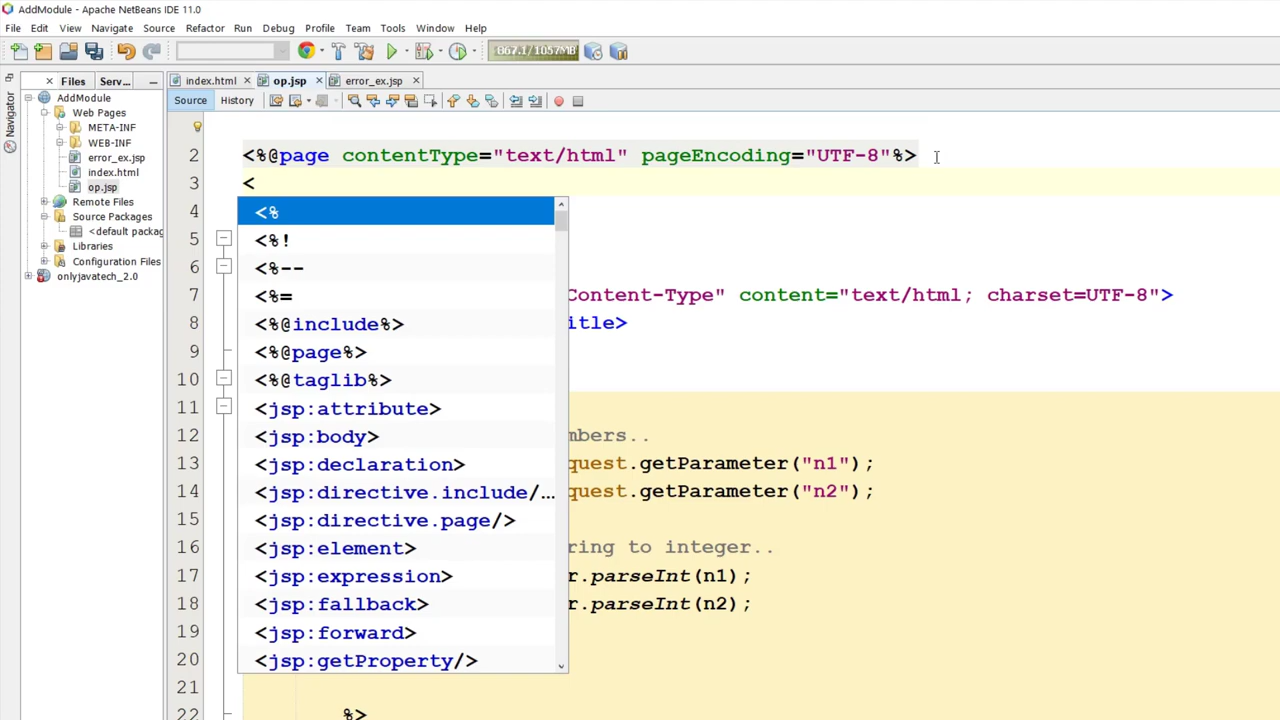 AddModule - Apache NetBeans IDE 11.0
File Edit View Navigate Source Refactor Run Debug Profile Team Tools Window Help
867.1/1057MB
Files Serv...
index.html op.jsp error_ex.jsp
Navigator
Source History
AddModule
Web Pages
META-INF
WEB-INF
error_ex.jsp
index.html
op.jsp
Remote Files
Source Packages
<default packag
Libraries
Configuration Files
onlyjavatech_2.0
2 <%@page contentType="text/html" pageEncoding="UTF-8"%>
3 <
4 <%
5 <%!
6 <%--
7 <%= Content-Type" content="text/html; charset=UTF-8">
8 <%@include%> itle>
9 <%@page%>
10 <%@taglib%>
11 <jsp:attribute>
12 <jsp:body> mbers..
13 <jsp:declaration> quest.getParameter("n1");
14 <jsp:directive.include/... quest.getParameter("n2");
15 <jsp:directive.page/>
16 <jsp:element> ring to integer..
17 <jsp:expression> r.parseInt(n1);
18 <jsp:fallback> r.parseInt(n2);
19 <jsp:forward>
20 <jsp:getProperty/>
21
22 %>